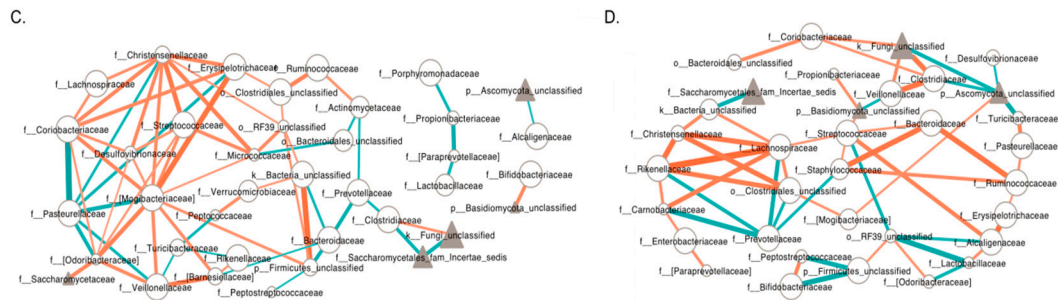 C.
f__Christensenellaceae
f__Erysipelotrichaceae
f__Ruminococcaceae
f__Lachnospiraceae
o__Clostridiales_unclassified
f__Actinomycetaceae
f__Coriobacteriaceae
f__Streptococcaceae
o__RF39_unclassified
o__Bacteroidales_unclassified
f__Desulfovibrionaceae
f__Micrococcaceae
k__Bacteria_unclassified
f__[Mogibacteriaceae]
f__Verrucomicrobiaceae
f__Prevotellaceae
f__Pasteurellaceae
f__Peptococcaceae
f__Clostridiaceae
f__Turicibacteraceae
f__Bacteroidaceae
k__Fungi_unclassified
f__[Odoribacteraceae]
f__Rikenellaceae
f__Saccharomycetales_fam_Incertae_sedis
p__Firmicutes_unclassified
f__Saccharomycetaceae
f__[Barnesiellaceae]
f__Veillonellaceae
f__Peptostreptococcaceae
f__Porphyromonadaceae
p__Ascomycota_unclassified
f__Propionibacteriaceae
f__Alcaligenaceae
f__[Paraprevotellaceae]
f__Lactobacillaceae
f__Bifidobacteriaceae
p__Basidiomycota_unclassified
D.
f__Coriobacteriaceae
k__Fungi_unclassified
o__Bacteroidales_unclassified
f__Desulfovibrionaceae
f__Propionibacteriaceae
f__Clostridiaceae
f__Saccharomycetales_fam_Incertae_sedis
f__Veillonellaceae
p__Ascomycota_unclassified
k__Bacteria_unclassified
p__Basidiomycota_unclassified
f__Turicibacteraceae
f__Christensenellaceae
f__Streptococcaceae
f__Bacteroidaceae
f__Lachnospiraceae
f__Pasteurellaceae
f__Rikenellaceae
f__Staphylococcaceae
f__Ruminococcaceae
o__Clostridiales_unclassified
f__Carnobacteriaceae
f__[Mogibacteriaceae]
f__Erysipelotrichaceae
f__Enterobacteriaceae
f__Prevotellaceae
o__RF39_unclassified
f__Alcaligenaceae
f__Peptostreptococcaceae
f__Lactobacillaceae
f__[Paraprevotellaceae]
p__Firmicutes_unclassified
f__Bifidobacteriaceae
f__[Odoribacteraceae]